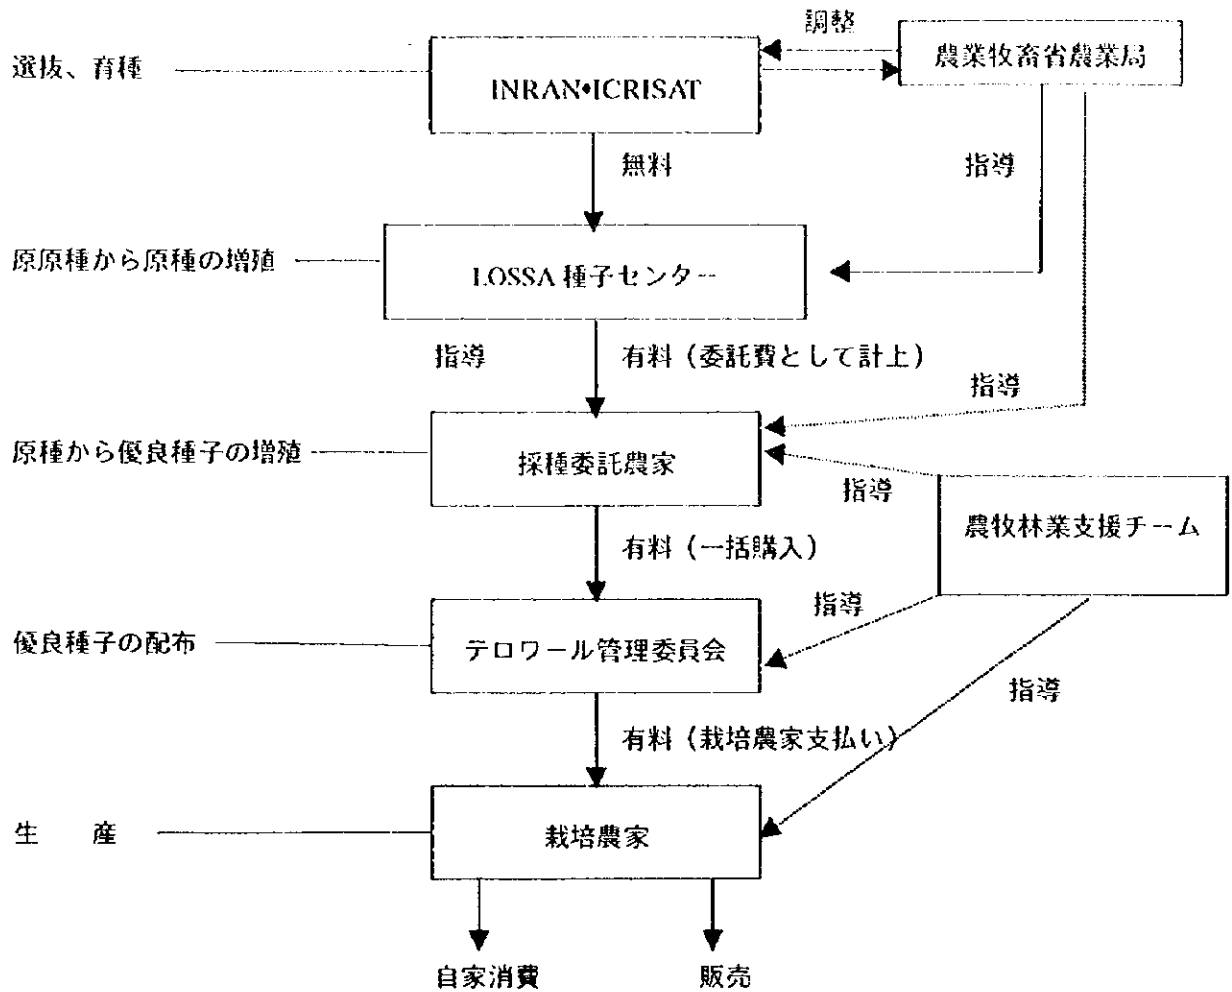 調整
選抜、育種
INRAN•ICRISAT
農業牧畜省農業局
無料
指導
原原種から原種の増殖
LOSSA 種子センター
指導
有料（委託費として計上）
指導
原種から優良種子の増殖
採種委託農家
指導
農牧林業支援チーム
有料（一括購入）
指導
優良種子の配布
テロワール管理委員会
指導
有料（栽培農家支払い）
生　産
栽培農家
自家消費
販売